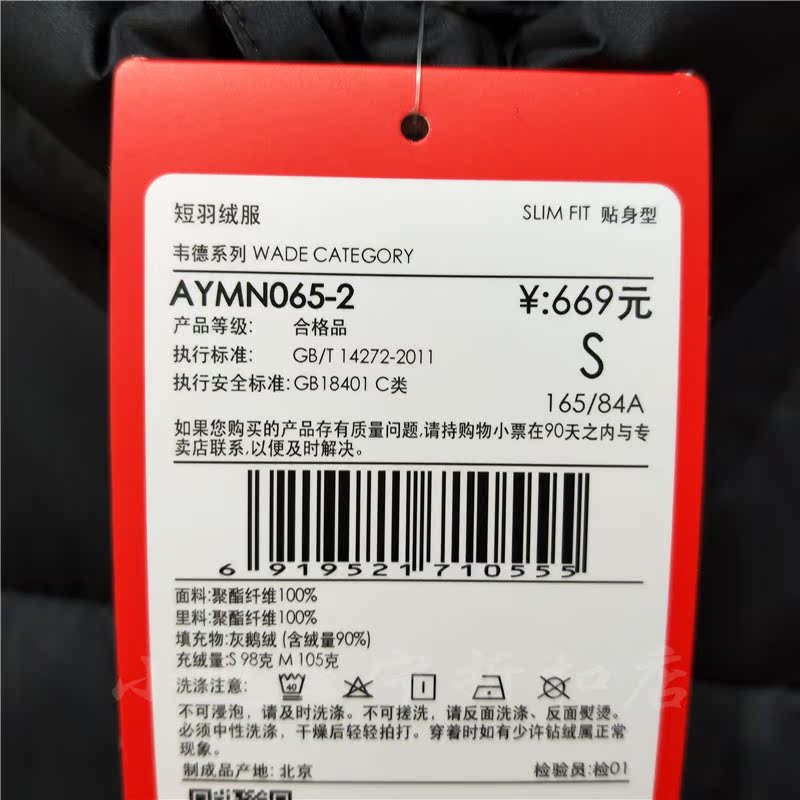 短羽绒服 SLIM FIT 贴身型
韦德系列 WADE CATEGORY
AYMN065-2 ¥:669元
产品等级: 合格品
执行标准: GB/T 14272-2011
S
执行安全标准:GB18401 C类
165/84A
如果您购买的产品存有质量问题,请持购物小票在90天之内与专
卖店联系,以便及时解决。
6 919521 710555
面料:聚酯纤维100%
里料:聚酯纤维100%
填充物:灰鹅绒 (含绒量90%)
充绒量:S 98克 M 105克
洗涤注意: 40
不可浸泡，请及时洗涤。不可搓洗，请反面洗涤、反面熨烫。
必须中性洗涤，干燥后轻轻拍打。穿着时如有少许钻绒属正常
现象。
制成品产地: 北京 检验员:检01